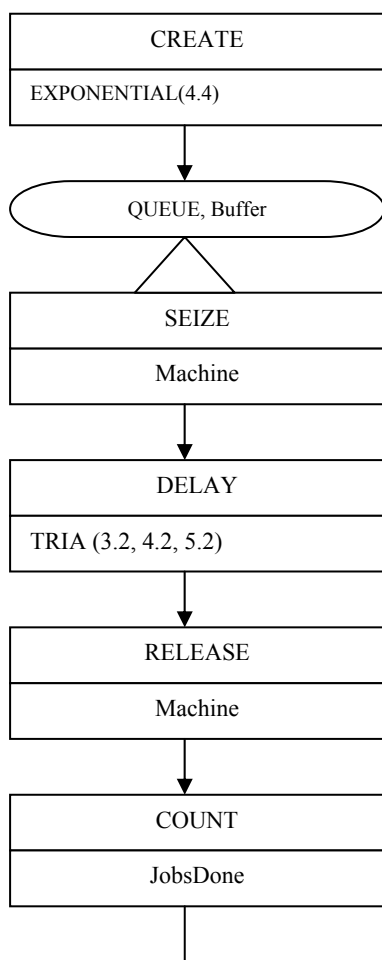 CREATE
EXPONENTIAL(4.4)
QUEUE, Buffer
SEIZE
Machine
DELAY
TRIA (3.2, 4.2, 5.2)
RELEASE
Machine
COUNT
JobsDone